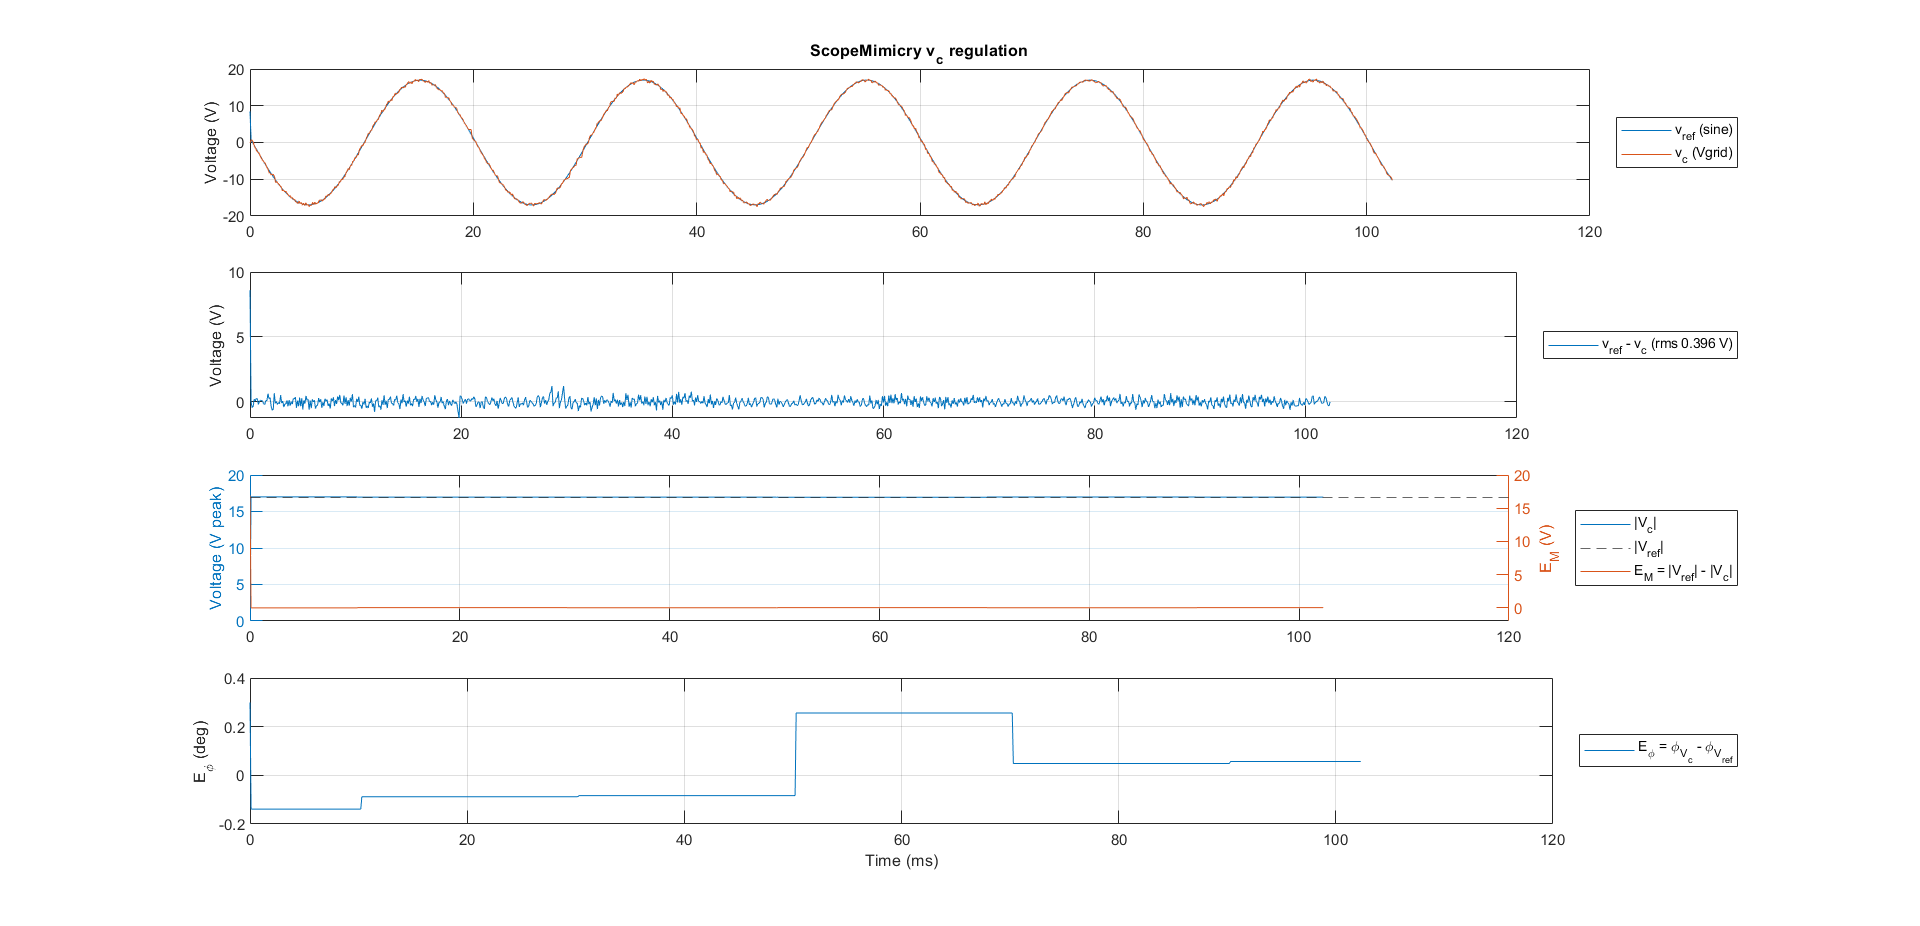 ScopeMimicry v_c regulation
Voltage (V)
20
10
0
-10
-20
0 20 40 60 80 100 120
v_ref (sine)
v_c (Vgrid)
Voltage (V)
10
5
0
0 20 40 60 80 100 120
v_ref - v_c (rms 0.396 V)
Voltage (V peak)
20
15
10
5
0
0 20 40 60 80 100 120
20
15
10
5
0
E_M (V)
|V_c|
|V_ref|
E_M = |V_ref| - |V_c|
E_ϕ (deg)
0.4
0.2
0
-0.2
0 20 40 60 80 100 120
Time (ms)
E_ϕ = ϕ_V_c - ϕ_V_ref